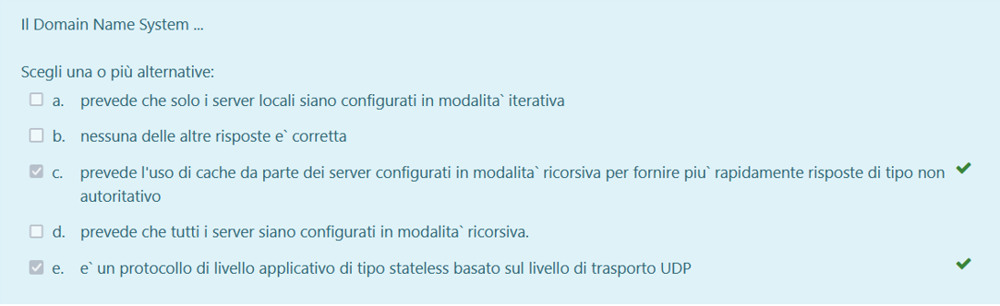 Il Domain Name System ...
Scegli una o più alternative:
a. prevede che solo i server locali siano configurati in modalita` iterativa
b. nessuna delle altre risposte e` corretta
c. prevede l'uso di cache da parte dei server configurati in modalita` ricorsiva per fornire piu` rapidamente risposte di tipo non
autoritativo
d. prevede che tutti i server siano configurati in modalita` ricorsiva.
e. e` un protocollo di livello applicativo di tipo stateless basato sul livello di trasporto UDP